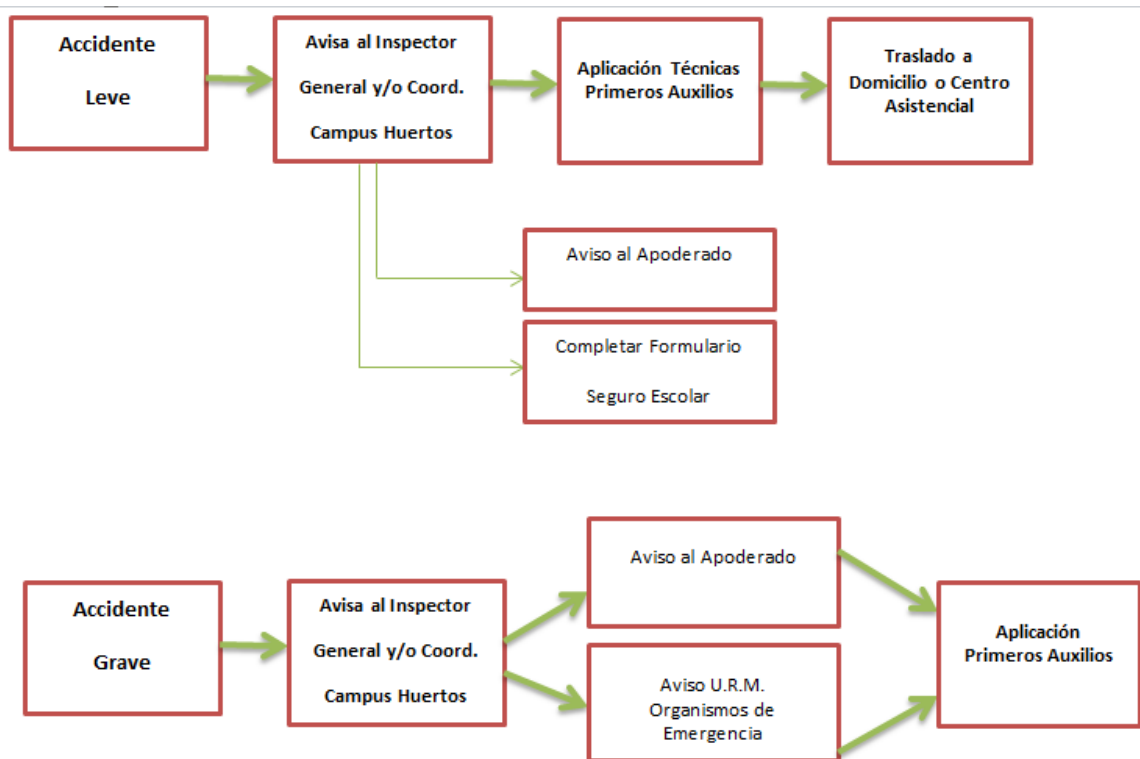 Accidente
Leve
Avisa al Inspector
General y/o Coord.
Campus Huertos
Aplicación Técnicas
Primeros Auxilios
Traslado a
Domicilio o Centro
Asistencial
Aviso al Apoderado
Completar Formulario
Seguro Escolar
Accidente
Grave
Avisa al Inspector
General y/o Coord.
Campus Huertos
Aviso al Apoderado
Aviso U.R.M.
Organismos de
Emergencia
Aplicación
Primeros Auxilios